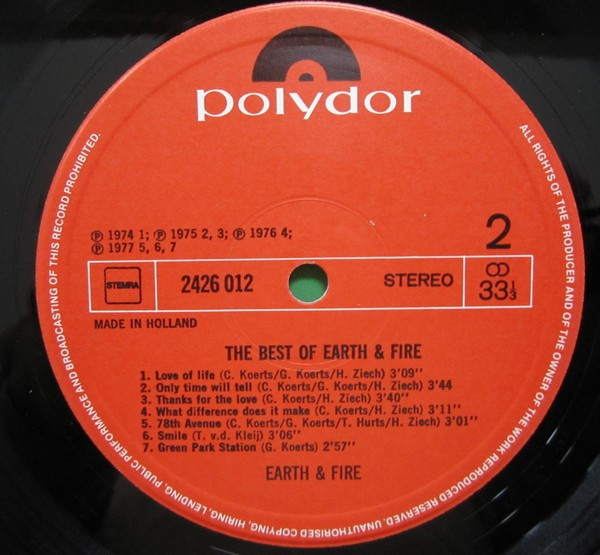 polydor
ALL RIGHTS OF THE PRODUCER AND OF THE OWNER OF THE WORK REPRODUCED RESERVED. UNAUTHORISED COPYING, HIRING, LENDING, PUBLIC PERFORMANCE AND BROADCASTING OF THIS RECORD PROHIBITED.
Ⓟ 1974 1; Ⓟ 1975 2, 3; Ⓟ 1976 4;
Ⓟ 1977 5, 6, 7
2
STEMRA
2426 012
STEREO
33 1/3
MADE IN HOLLAND
THE BEST OF EARTH & FIRE
1. Love of life (C. Koerts/G. Koerts/H. Ziech) 3'09''
2. Only time will tell (C. Koerts/G. Koerts/H. Ziech) 3'44
3. Thanks for the love (C. Koerts/H. Ziech) 3'40''
4. What difference does it make (C. Koerts/H. Ziech) 3'11''
5. 78th Avenue (C. Koerts/G. Koerts/T. Hurts/H. Ziech) 3'01''
6. Smile (T. v.d. Kleij) 3'06''
7. Green Park Station (G. Koerts) 2'57''
EARTH & FIRE